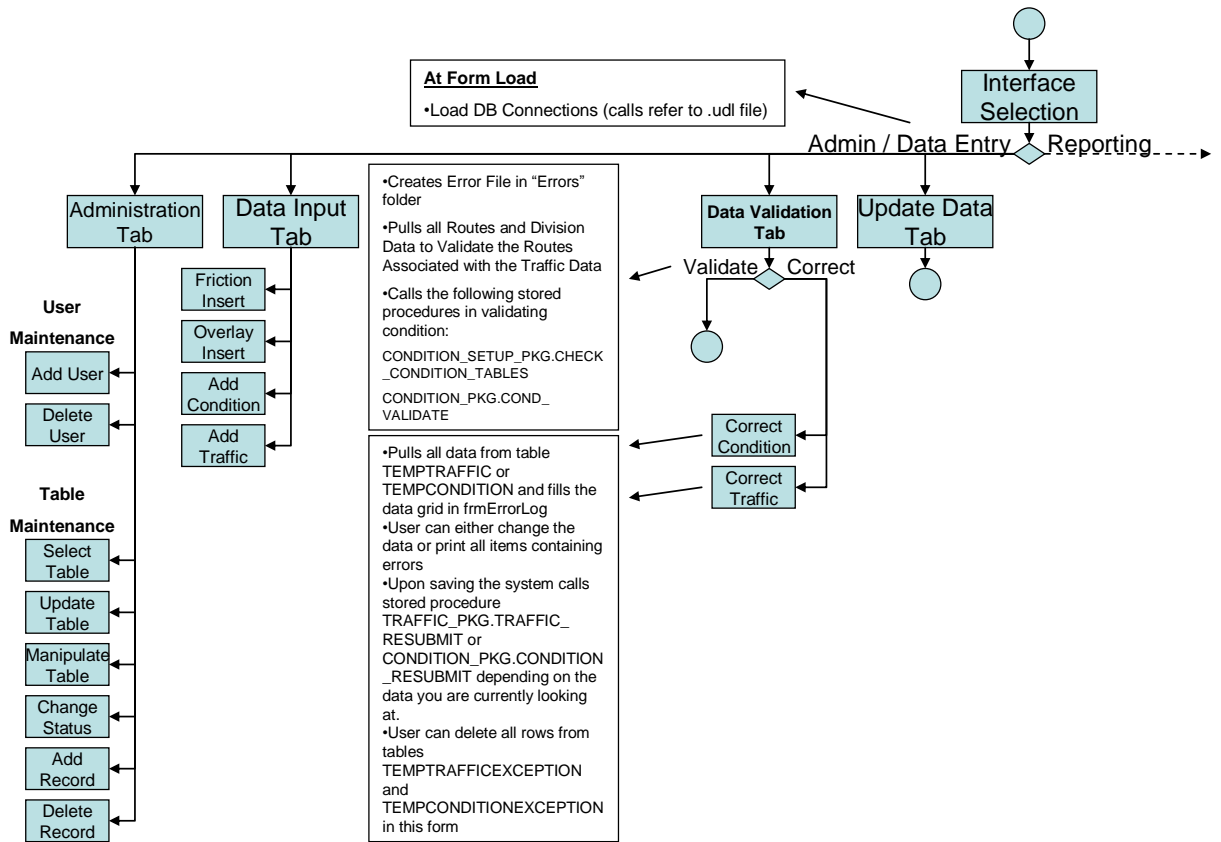 Interface
Selection
At Form Load
•Load DB Connections (calls refer to .udl file)
Admin / Data Entry
Reporting
Administration
Tab
Data Input
Tab
Data Validation
Tab
Update Data
Tab
Validate
Correct
User
Maintenance
Add User
Delete
User
Table
Maintenance
Select
Table
Update
Table
Manipulate
Table
Change
Status
Add
Record
Delete
Record
Friction
Insert
Overlay
Insert
Add
Condition
Add
Traffic
•Creates Error File in “Errors”
folder
•Pulls all Routes and Division
Data to Validate the Routes
Associated with the Traffic Data
•Calls the following stored
procedures in validating
condition:
CONDITION_SETUP_PKG.CHECK
_CONDITION_TABLES
CONDITION_PKG.COND_
VALIDATE
•Pulls all data from table
TEMPTRAFFIC or
TEMPCONDITION and fills the
data grid in frmErrorLog
•User can either change the
data or print all items containing
errors
•Upon saving the system calls
stored procedure
TRAFFIC_PKG.TRAFFIC_
RESUBMIT or
CONDITION_PKG.CONDITION
_RESUBMIT depending on the
data you are currently looking
at.
•User can delete all rows from
tables
TEMPTRAFFICEXCEPTION
and
TEMPCONDITIONEXCEPTION
in this form
Correct
Condition
Correct
Traffic